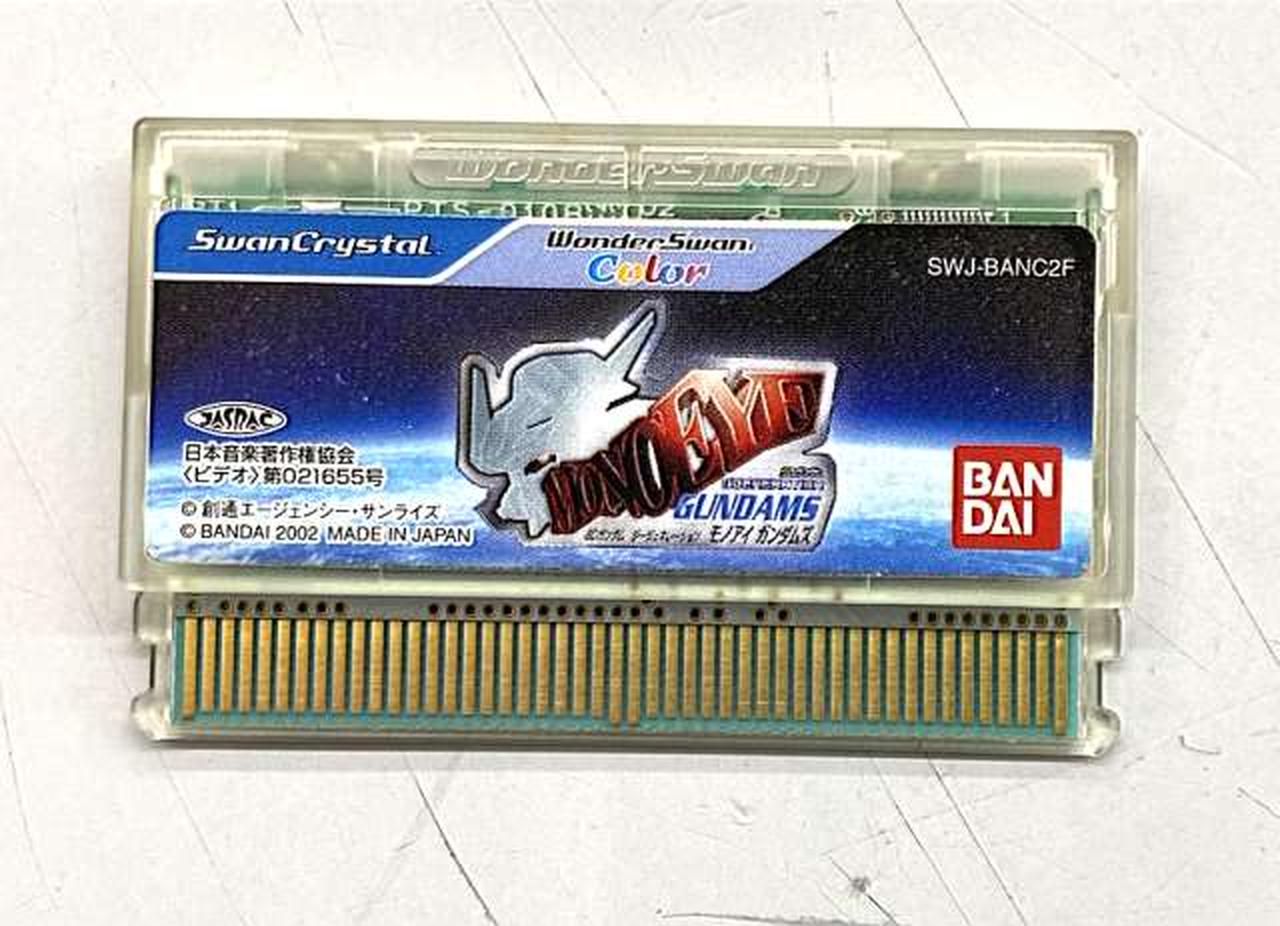 WonderSwan
SwanCrystal
WonderSwan
Color
SWJ-BANC2F
MONO EYE
GUNDAMS
モノアイ ガンダムズ
JASRAC
日本音楽著作権協会
〈ビデオ〉第021655号
© 創通エージェンシー・サンライズ
© BANDAI 2002 MADE IN JAPAN
BAN
DAI